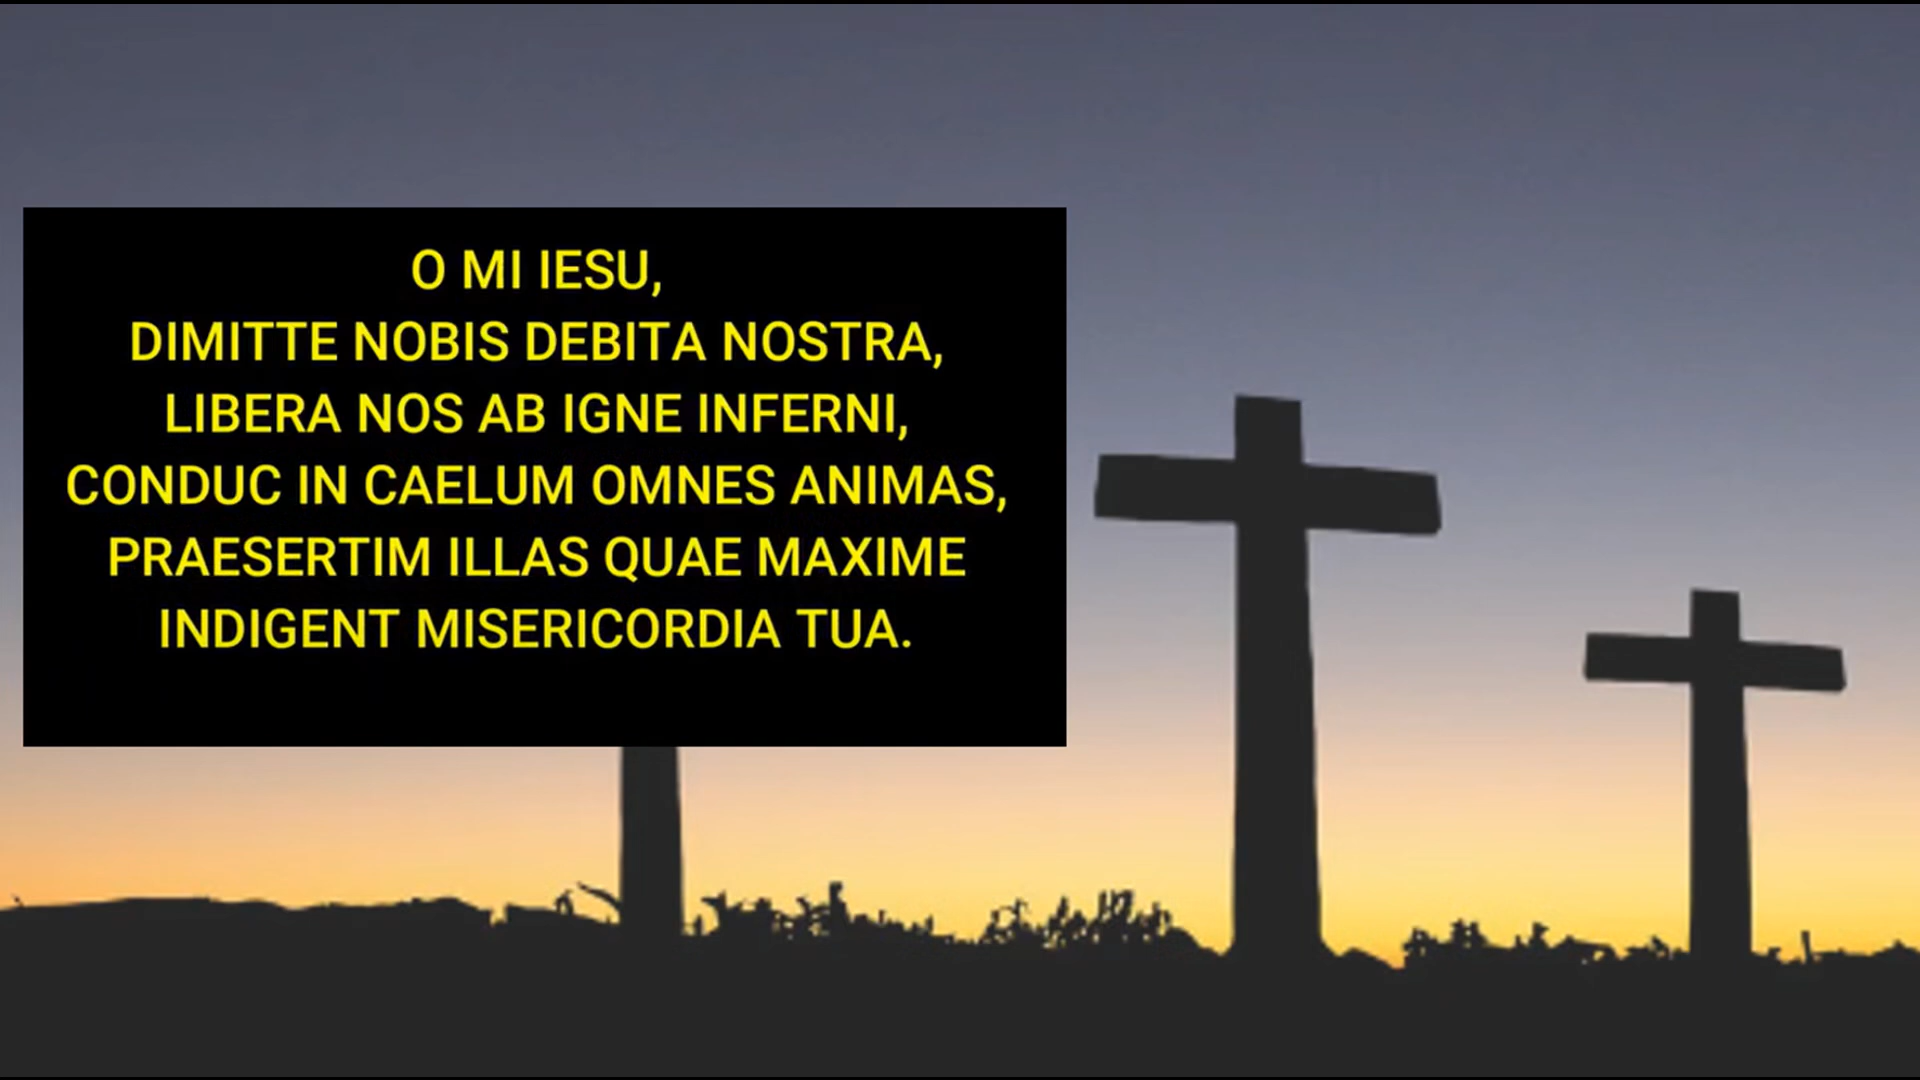 O MI IESU,
DIMITTE NOBIS DEBITA NOSTRA,
LIBERA NOS AB IGNE INFERNI,
CONDUC IN CAELUM OMNES ANIMAS,
PRAESERTIM ILLAS QUAE MAXIME
INDIGENT MISERICORDIA TUA.